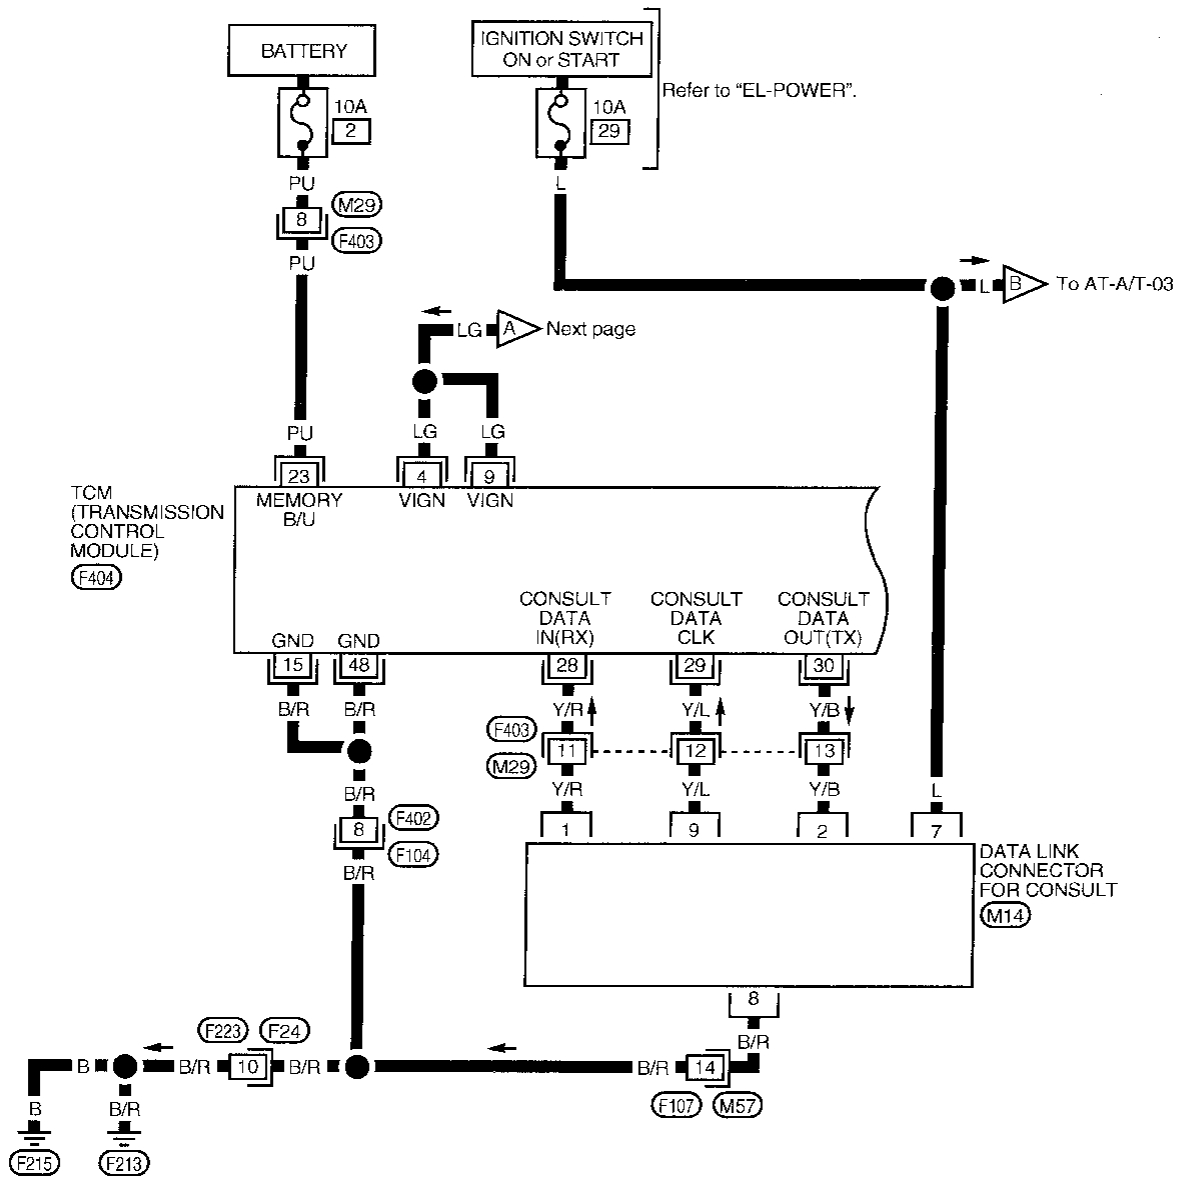 BATTERY
IGNITION SWITCH
ON or START
Refer to "EL-POWER".
10A
2
10A
29
PU
L
8
M29
F403
PU
L
B
To AT-A/T-03
LG
A
Next page
PU
LG
LG
23
4
9
TCM
(TRANSMISSION
CONTROL
MODULE)
F404
MEMORY
B/U
VIGN
VIGN
CONSULT
DATA
IN(RX)
CONSULT
DATA
CLK
CONSULT
DATA
OUT(TX)
GND
GND
15
48
28
29
30
B/R
B/R
Y/R
Y/L
Y/B
F403
M29
11
12
13
B/R
Y/R
Y/L
Y/B
L
8
F402
F104
1
9
2
7
B/R
DATA LINK
CONNECTOR
FOR CONSULT
M14
8
B/R
F223
F24
B
B/R
10
B/R
B/R
14
F107
M57
B
B/R
F215
F213